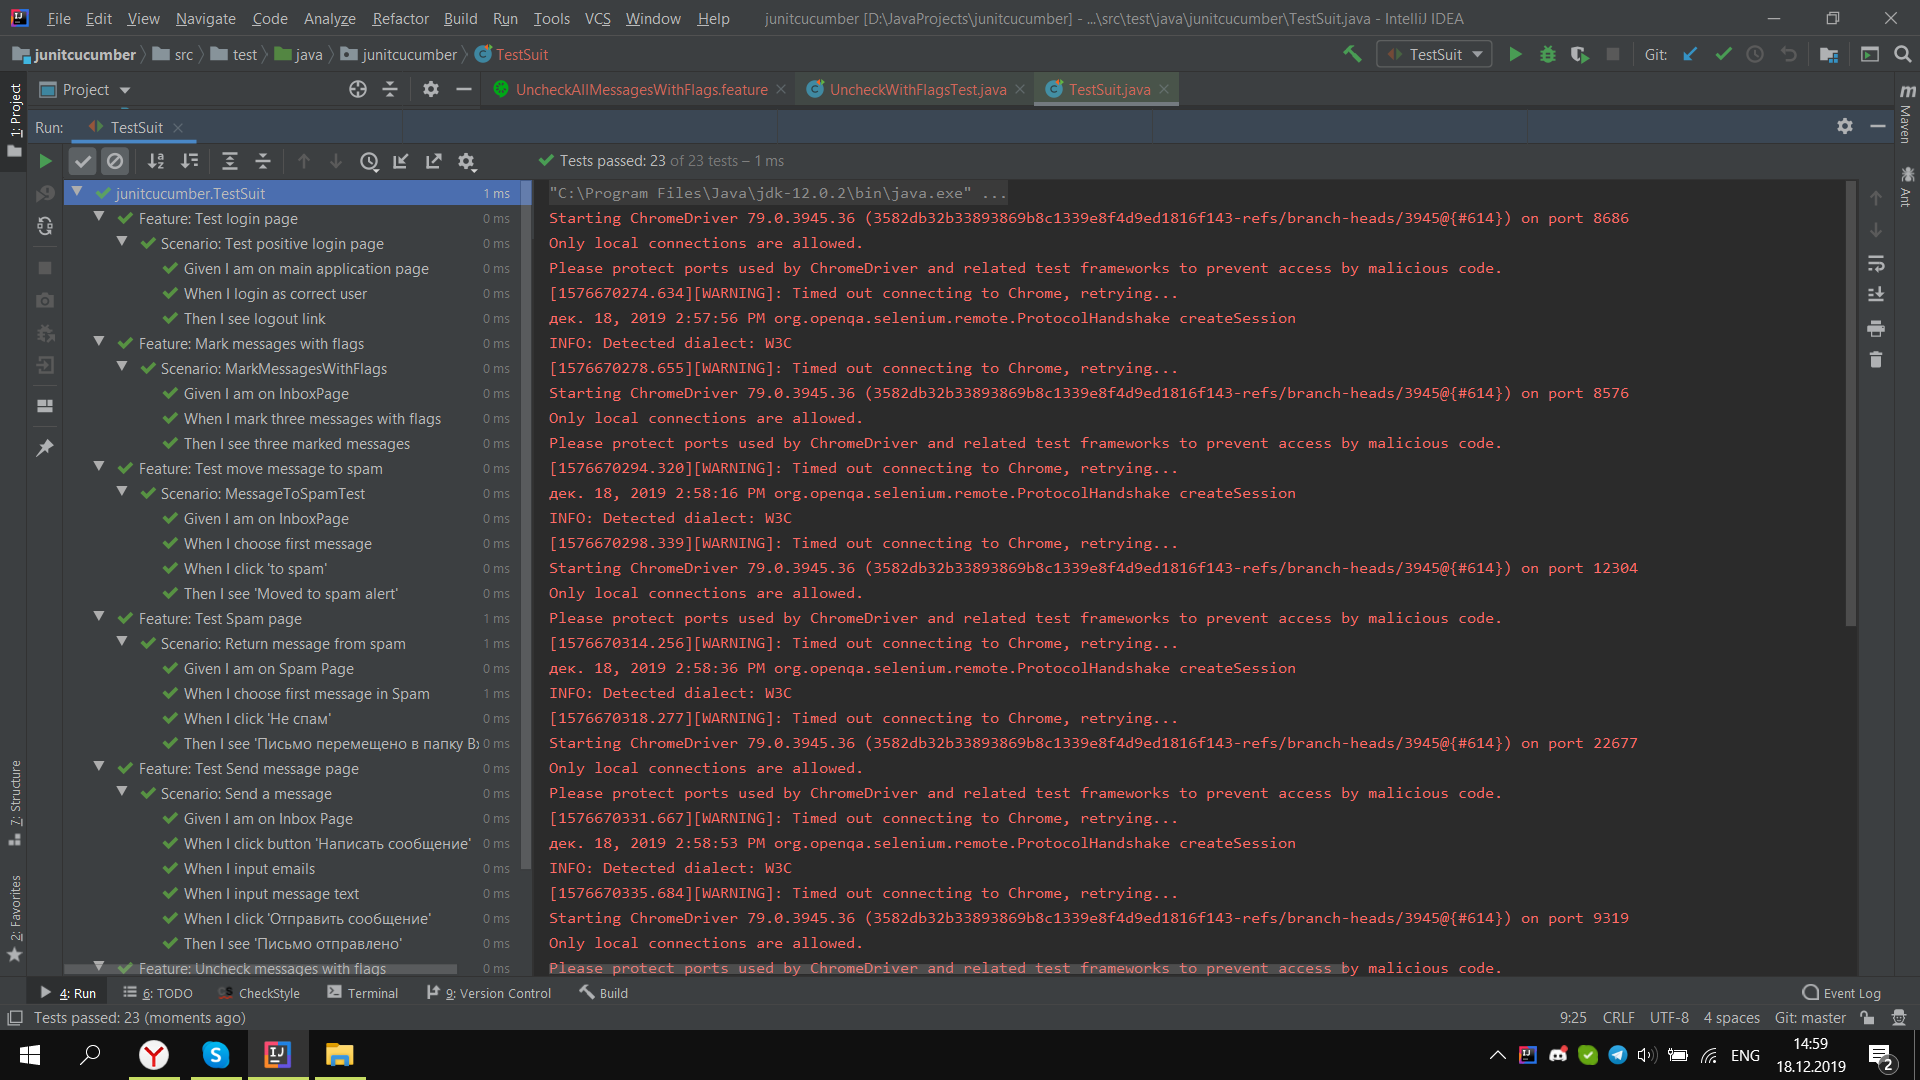 File Edit View Navigate Code Analyze Refactor Build Run Tools VCS Window Help junitcucumber [D:\JavaProjects\junitcucumber] - ...\src\test\java\junitcucumber\TestSuit.java - IntelliJ IDEA
junitcucumber src test java junitcucumber TestSuit TestSuit Git:
Project UncheckAllMessagesWithFlags.feature UncheckWithFlagsTest.java TestSuit.java
1: Project
Maven
Ant
Run: TestSuit
Tests passed: 23 of 23 tests – 1 ms
junitcucumber.TestSuit 1 ms
Feature: Test login page 0 ms
Scenario: Test positive login page 0 ms
Given I am on main application page 0 ms
When I login as correct user 0 ms
Then I see logout link 0 ms
Feature: Mark messages with flags 0 ms
Scenario: MarkMessagesWithFlags 0 ms
Given I am on InboxPage 0 ms
When I mark three messages with flags 0 ms
Then I see three marked messages 0 ms
Feature: Test move message to spam 0 ms
Scenario: MessageToSpamTest 0 ms
Given I am on InboxPage 0 ms
When I choose first message 0 ms
When I click 'to spam' 0 ms
Then I see 'Moved to spam alert' 0 ms
Feature: Test Spam page 1 ms
Scenario: Return message from spam 1 ms
Given I am on Spam Page 0 ms
When I choose first message in Spam 1 ms
When I click 'Не спам' 0 ms
Then I see 'Письмо перемещено в папку Вх 0 ms
Feature: Test Send message page 0 ms
Scenario: Send a message 0 ms
Given I am on Inbox Page 0 ms
When I click button 'Написать сообщение' 0 ms
When I input emails 0 ms
When I input message text 0 ms
When I click 'Отправить сообщение' 0 ms
Then I see 'Письмо отправлено' 0 ms
Feature: Uncheck messages with flags 0 ms
"C:\Program Files\Java\jdk-12.0.2\bin\java.exe" ...
Starting ChromeDriver 79.0.3945.36 (3582db32b33893869b8c1339e8f4d9ed1816f143-refs/branch-heads/3945@{#614}) on port 8686
Only local connections are allowed.
Please protect ports used by ChromeDriver and related test frameworks to prevent access by malicious code.
[1576670274.634][WARNING]: Timed out connecting to Chrome, retrying...
дек. 18, 2019 2:57:56 PM org.openqa.selenium.remote.ProtocolHandshake createSession
INFO: Detected dialect: W3C
[1576670278.655][WARNING]: Timed out connecting to Chrome, retrying...
Starting ChromeDriver 79.0.3945.36 (3582db32b33893869b8c1339e8f4d9ed1816f143-refs/branch-heads/3945@{#614}) on port 8576
Only local connections are allowed.
Please protect ports used by ChromeDriver and related test frameworks to prevent access by malicious code.
[1576670294.320][WARNING]: Timed out connecting to Chrome, retrying...
дек. 18, 2019 2:58:16 PM org.openqa.selenium.remote.ProtocolHandshake createSession
INFO: Detected dialect: W3C
[1576670298.339][WARNING]: Timed out connecting to Chrome, retrying...
Starting ChromeDriver 79.0.3945.36 (3582db32b33893869b8c1339e8f4d9ed1816f143-refs/branch-heads/3945@{#614}) on port 12304
Only local connections are allowed.
Please protect ports used by ChromeDriver and related test frameworks to prevent access by malicious code.
[1576670314.256][WARNING]: Timed out connecting to Chrome, retrying...
дек. 18, 2019 2:58:36 PM org.openqa.selenium.remote.ProtocolHandshake createSession
INFO: Detected dialect: W3C
[1576670318.277][WARNING]: Timed out connecting to Chrome, retrying...
Starting ChromeDriver 79.0.3945.36 (3582db32b33893869b8c1339e8f4d9ed1816f143-refs/branch-heads/3945@{#614}) on port 22677
Only local connections are allowed.
Please protect ports used by ChromeDriver and related test frameworks to prevent access by malicious code.
[1576670331.667][WARNING]: Timed out connecting to Chrome, retrying...
дек. 18, 2019 2:58:53 PM org.openqa.selenium.remote.ProtocolHandshake createSession
INFO: Detected dialect: W3C
[1576670335.684][WARNING]: Timed out connecting to Chrome, retrying...
Starting ChromeDriver 79.0.3945.36 (3582db32b33893869b8c1339e8f4d9ed1816f143-refs/branch-heads/3945@{#614}) on port 9319
Only local connections are allowed.
Please protect ports used by ChromeDriver and related test frameworks to prevent access by malicious code.
7: Structure
2: Favorites
4: Run 6: TODO CheckStyle Terminal 9: Version Control Build Event Log
Tests passed: 23 (moments ago) 9:25 CRLF UTF-8 4 spaces Git: master
ENG 14:59
18.12.2019 2